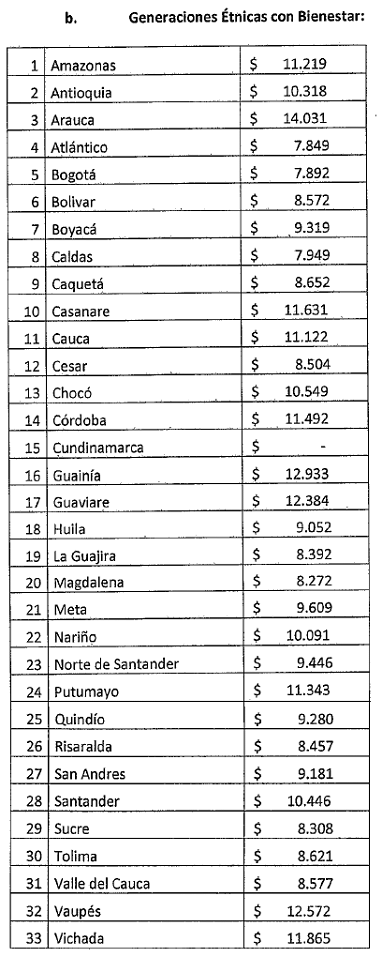 b. Generaciones Étnicas con Bienestar:
1 Amazonas $ 11.219
2 Antioquia $ 10.318
3 Arauca $ 14.031
4 Atlántico $ 7.849
5 Bogotá $ 7.892
6 Bolivar $ 8.572
7 Boyacá $ 9.319
8 Caldas $ 7.949
9 Caquetá $ 8.652
10 Casanare $ 11.631
11 Cauca $ 11.122
12 Cesar $ 8.504
13 Chocó $ 10.549
14 Córdoba $ 11.492
15 Cundinamarca $ -
16 Guainía $ 12.933
17 Guaviare $ 12.384
18 Huila $ 9.052
19 La Guajira $ 8.392
20 Magdalena $ 8.272
21 Meta $ 9.609
22 Nariño $ 10.091
23 Norte de Santander $ 9.446
24 Putumayo $ 11.343
25 Quindío $ 9.280
26 Risaralda $ 8.457
27 San Andres $ 9.181
28 Santander $ 10.446
29 Sucre $ 8.308
30 Tolima $ 8.621
31 Valle del Cauca $ 8.577
32 Vaupés $ 12.572
33 Vichada $ 11.865